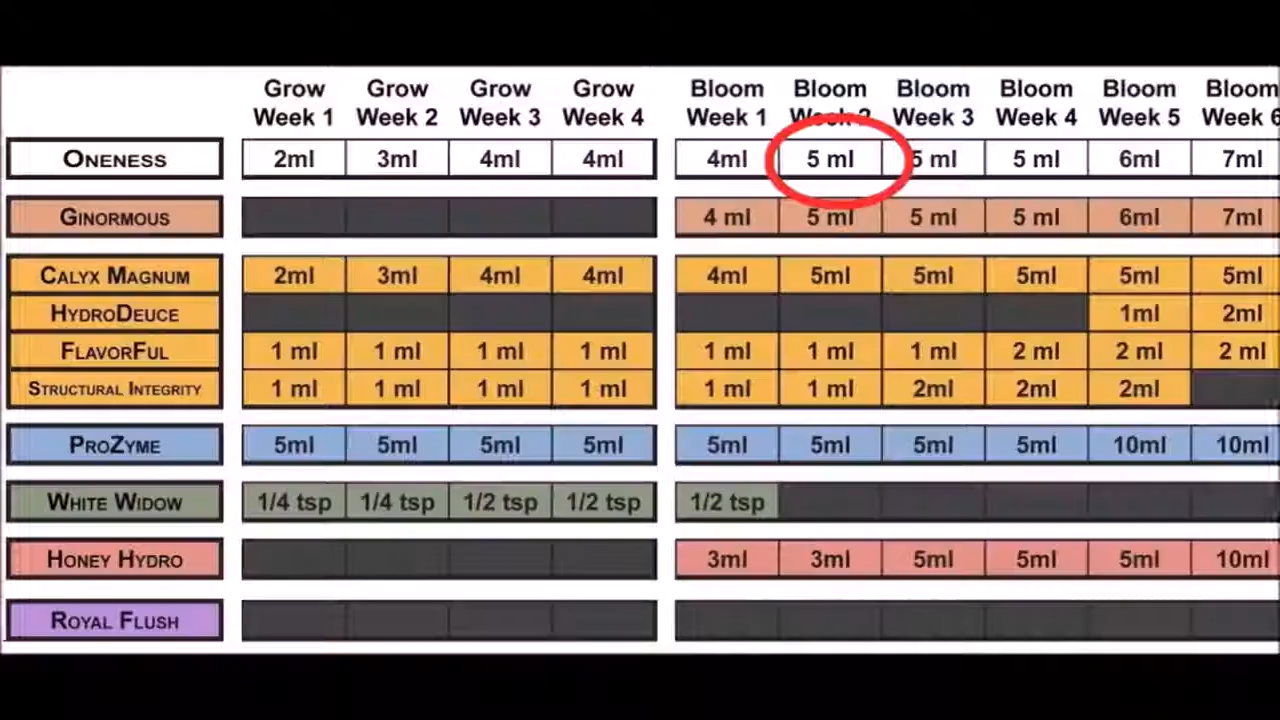 Grow Grow Grow Grow Bloom Bloom Bloom Bloom Bloom Bloom
Week 1 Week 2 Week 3 Week 4 Week 1 Week 2 Week 3 Week 4 Week 5 Week 6
ONENESS 2ml 3ml 4ml 4ml 4ml 5 ml 5 ml 5 ml 6ml 7ml
GINORMOUS 4 ml 5 ml 5 ml 5 ml 6ml 7ml
CALYX MAGNUM 2ml 3ml 4ml 4ml 4ml 5ml 5ml 5ml 5ml 5ml
HYDRODEUCE 1ml 2ml
FLAVORFUL 1 ml 1 ml 1 ml 1 ml 1 ml 1 ml 1 ml 2 ml 2 ml 2 ml
STRUCTURAL INTEGRITY 1 ml 1 ml 1 ml 1 ml 1 ml 1 ml 2ml 2ml 2ml
PROZYME 5ml 5ml 5ml 5ml 5ml 5ml 5ml 5ml 10ml 10ml
WHITE WIDOW 1/4 tsp 1/4 tsp 1/2 tsp 1/2 tsp 1/2 tsp
HONEY HYDRO 3ml 3ml 5ml 5ml 5ml 10ml
ROYAL FLUSH